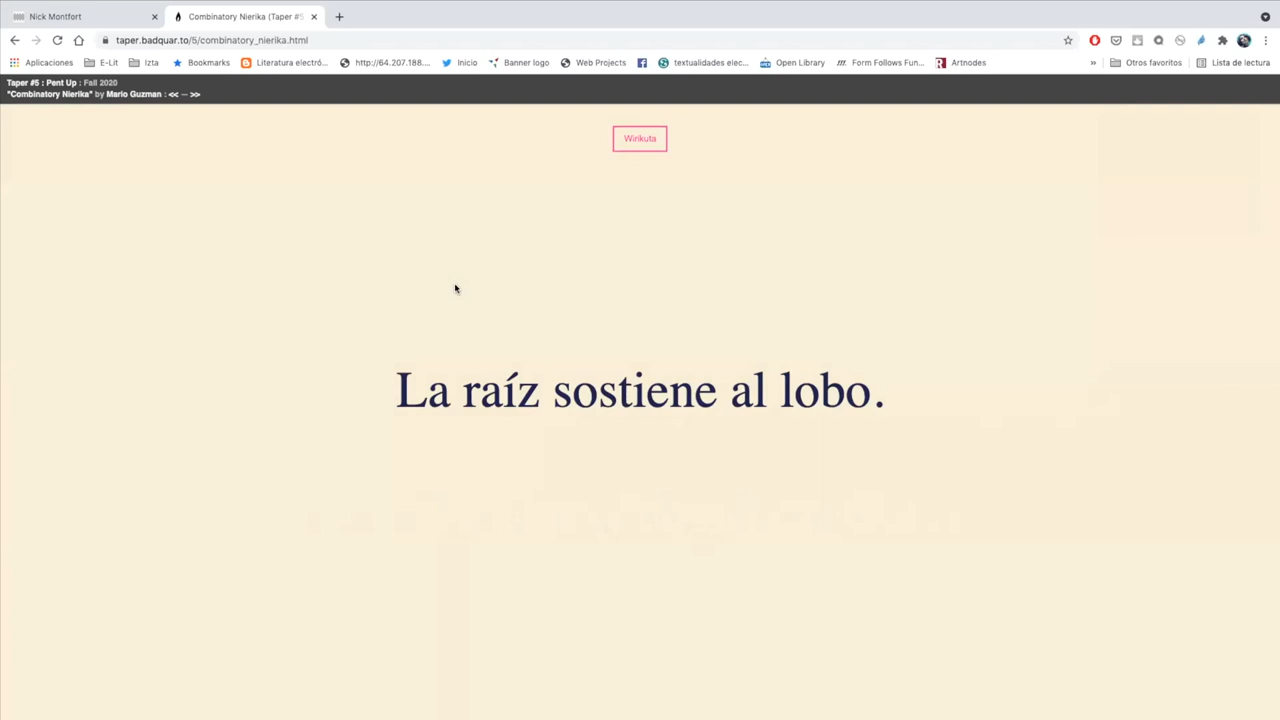 Nick Montfort
Combinatory Nierika (Taper #5
taper.badquar.to/5/combinatory_nierika.html
Aplicaciones E-Lit Izta Bookmarks Literatura electró... http://64.207.188.... Inicio Banner logo Web Projects textualidades elec... Open Library Form Follows Fun... Artnodes » Otros favoritos Lista de lectura
Taper #5 : Pent Up : Fall 2020
"Combinatory Nierika" by Mario Guzman : << — >>
Wirikuta
La raíz sostiene al lobo.